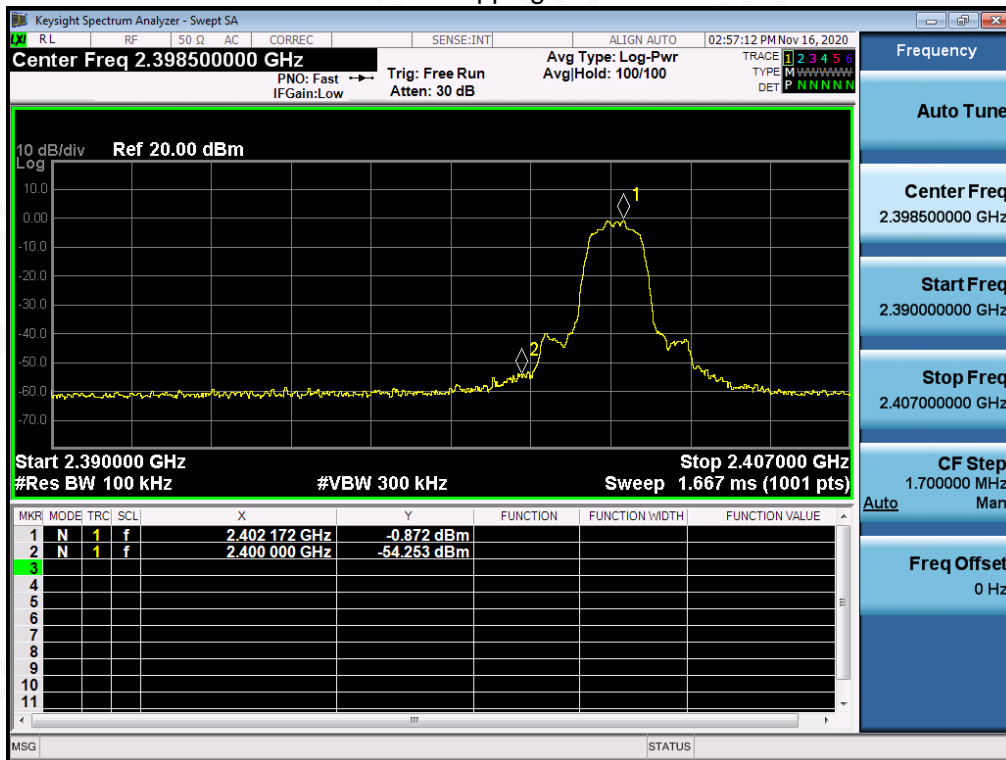 Keysight Spectrum Analyzer - Swept SA
LXI RL RF 50 Ω AC CORREC SENSE:INT ALIGN AUTO 02:57:12 PM Nov 16, 2020
Center Freq 2.398500000 GHz
PNO: Fast
IFGain:Low
Trig: Free Run
Atten: 30 dB
Avg Type: Log-Pwr
Avg|Hold: 100/100
TRACE 1 2 3 4 5 6
TYPE M WWWWW
DET P N N N N N
10 dB/div Ref 20.00 dBm
Log
10.0
0.00
-10.0
-20.0
-30.0
-40.0
-50.0
-60.0
-70.0
1
2
Start 2.390000 GHz Stop 2.407000 GHz
#Res BW 100 kHz #VBW 300 kHz Sweep 1.667 ms (1001 pts)
MKR MODE TRC SCL X Y FUNCTION FUNCTION WIDTH FUNCTION VALUE
1 N 1 f 2.402 172 GHz -0.872 dBm
2 N 1 f 2.400 000 GHz -54.253 dBm
3
4
5
6
7
8
9
10
11
MSG STATUS
Frequency
Auto Tune
Center Freq
2.398500000 GHz
Start Freq
2.390000000 GHz
Stop Freq
2.407000000 GHz
CF Step
1.700000 MHz
Auto Man
Freq Offset
0 Hz